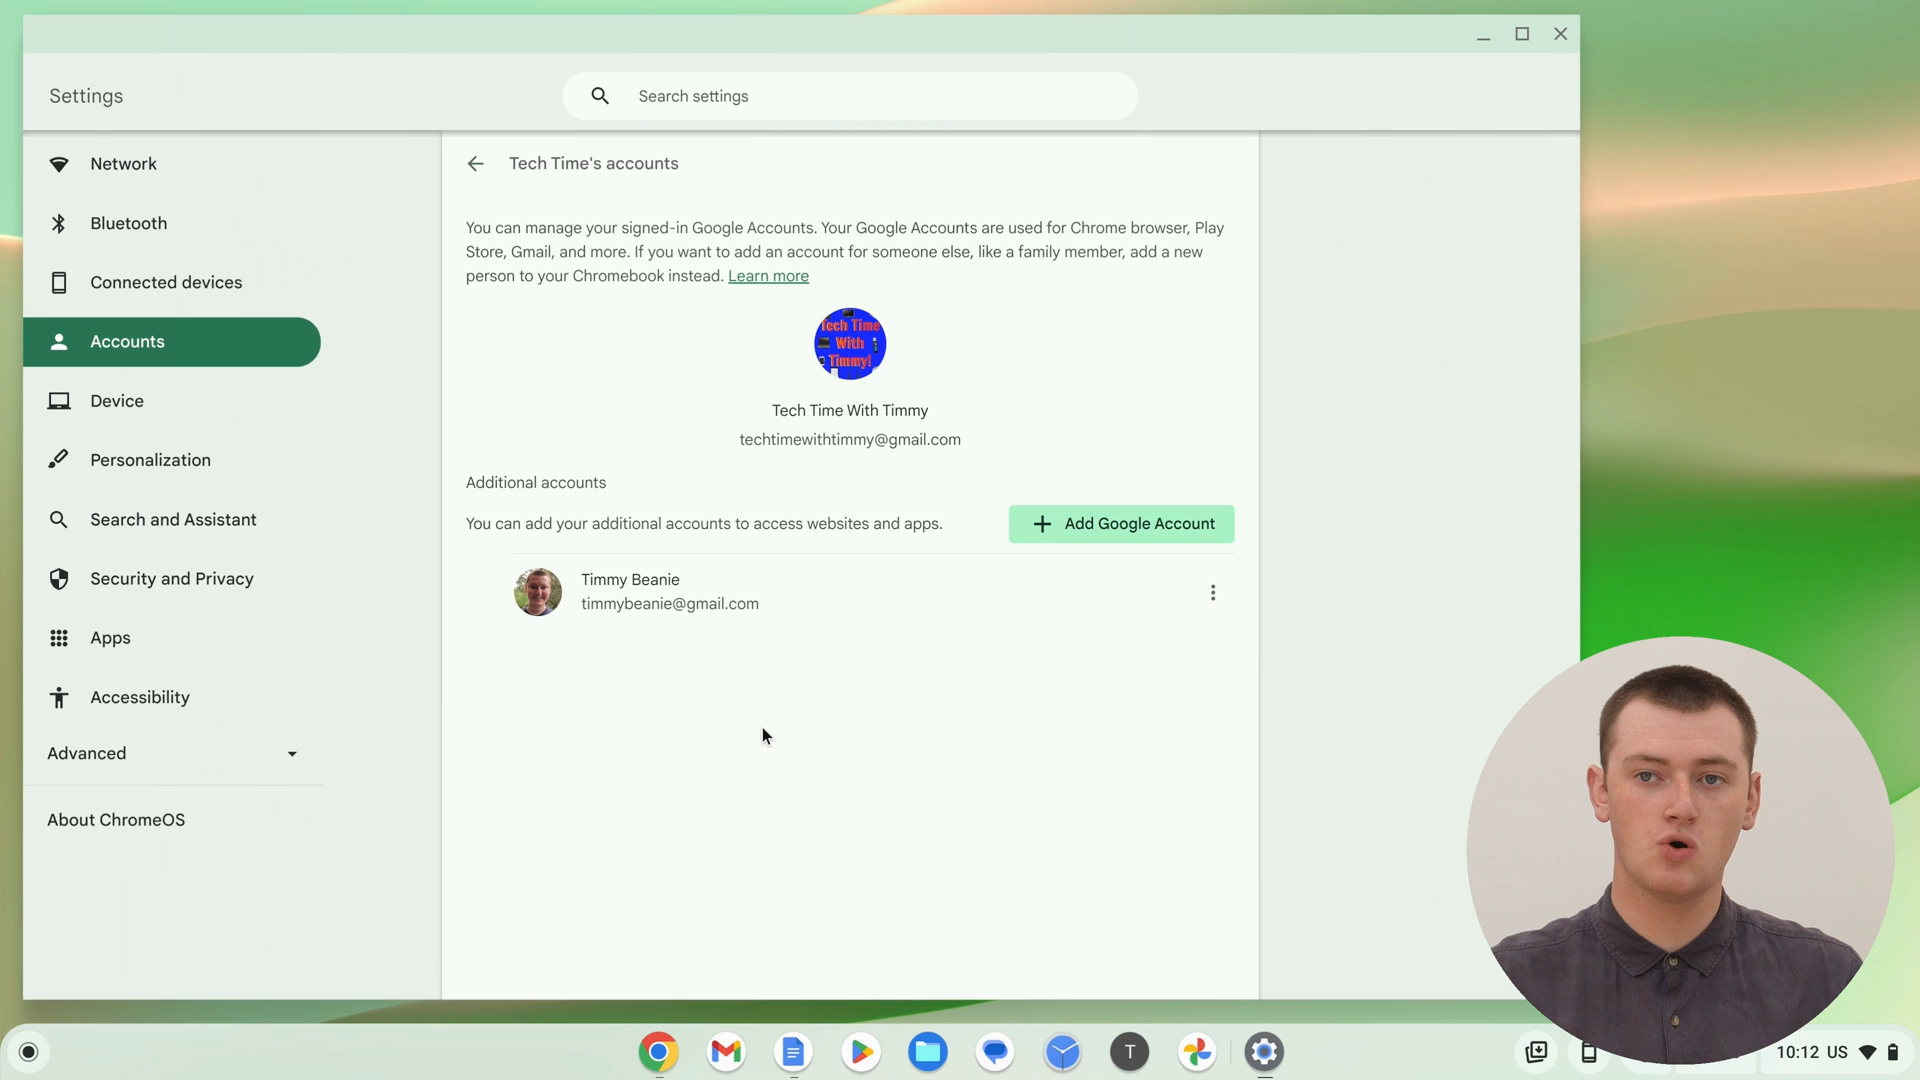 Settings
Search settings
Network
Bluetooth
Connected devices
Accounts
Device
Personalization
Search and Assistant
Security and Privacy
Apps
Accessibility
Advanced
About ChromeOS
Tech Time's accounts
You can manage your signed-in Google Accounts. Your Google Accounts are used for Chrome browser, Play
Store, Gmail, and more. If you want to add an account for someone else, like a family member, add a new
person to your Chromebook instead. Learn more
Tech Time
With
Timmy!
Tech Time With Timmy
techtimewithtimmy@gmail.com
Additional accounts
You can add your additional accounts to access websites and apps.
Add Google Account
Timmy Beanie
timmybeanie@gmail.com
T
10:12 US